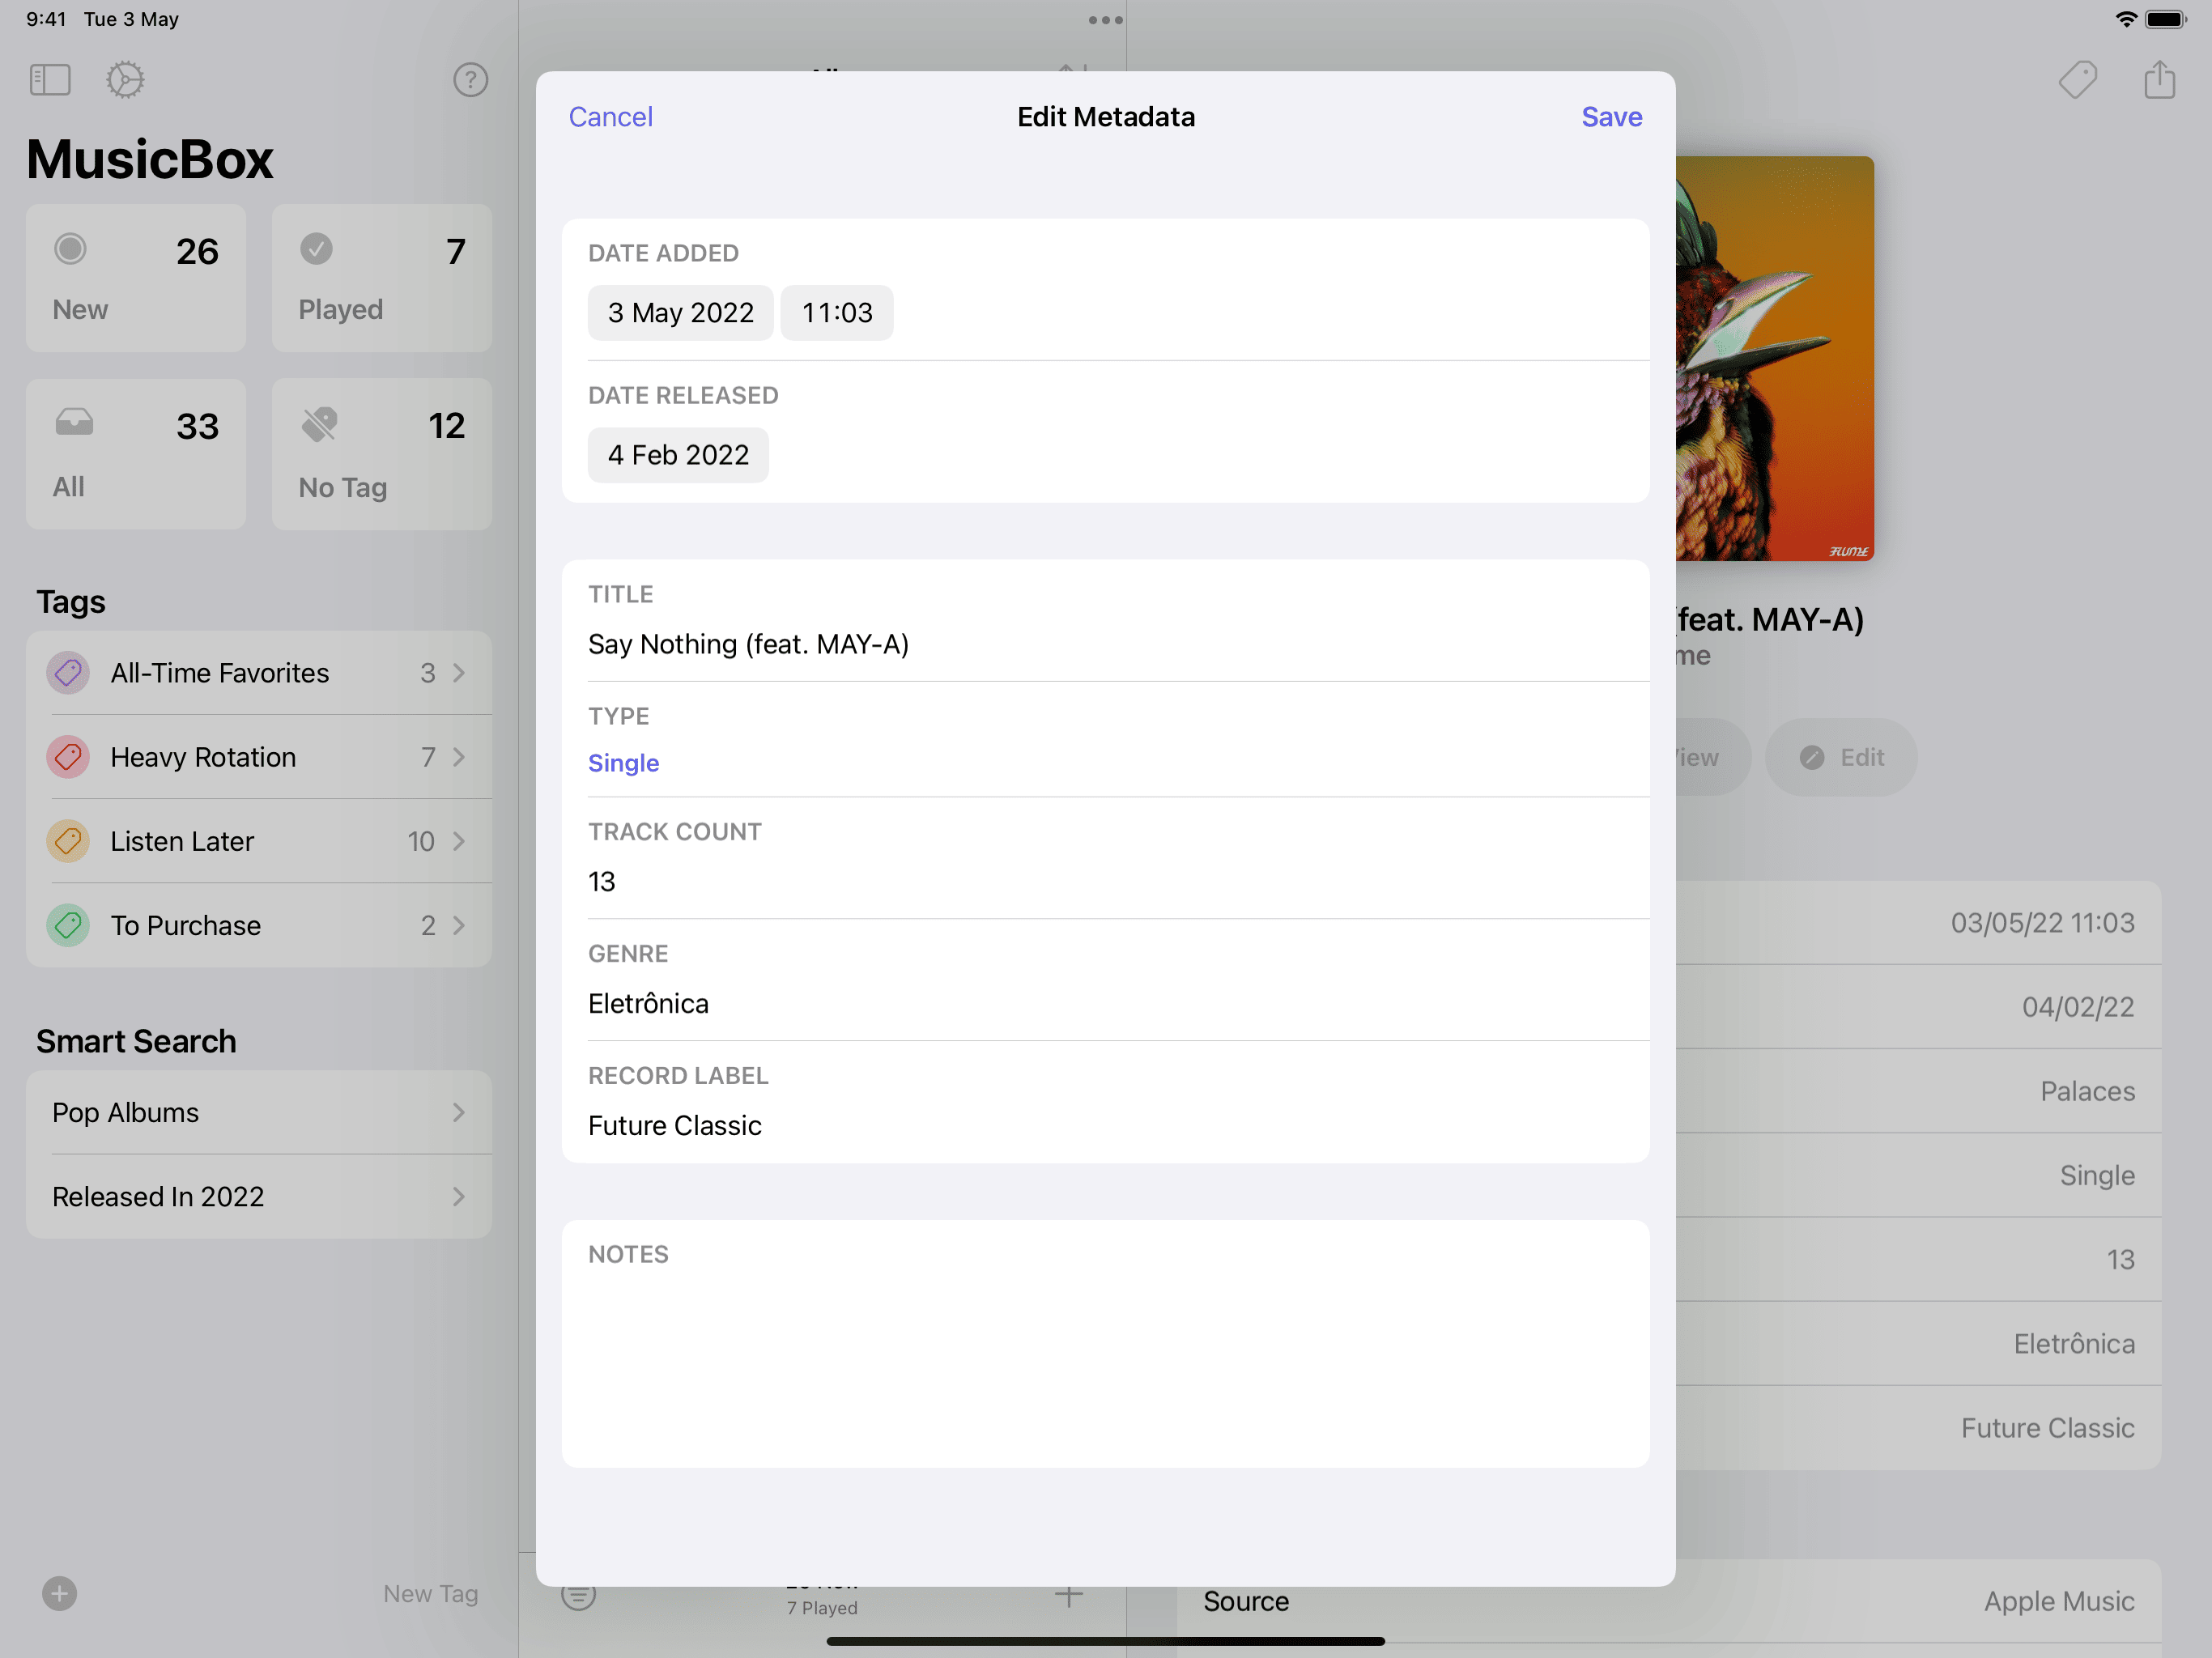 9:41 Tue 3 May
MusicBox
26
New
7
Played
33
All
12
No Tag
Tags
All-Time Favorites 3
Heavy Rotation 7
Listen Later 10
To Purchase 2
Smart Search
Pop Albums
Released In 2022
New Tag
Cancel Edit Metadata Save
DATE ADDED
3 May 2022 11:03
DATE RELEASED
4 Feb 2022
TITLE
Say Nothing (feat. MAY-A)
TYPE
Single
TRACK COUNT
13
GENRE
Eletrônica
RECORD LABEL
Future Classic
NOTES
7 Played
FLUME
(feat. MAY-A)
Edit
03/05/22 11:03
04/02/22
Palaces
Single
13
Eletrônica
Future Classic
Source Apple Music